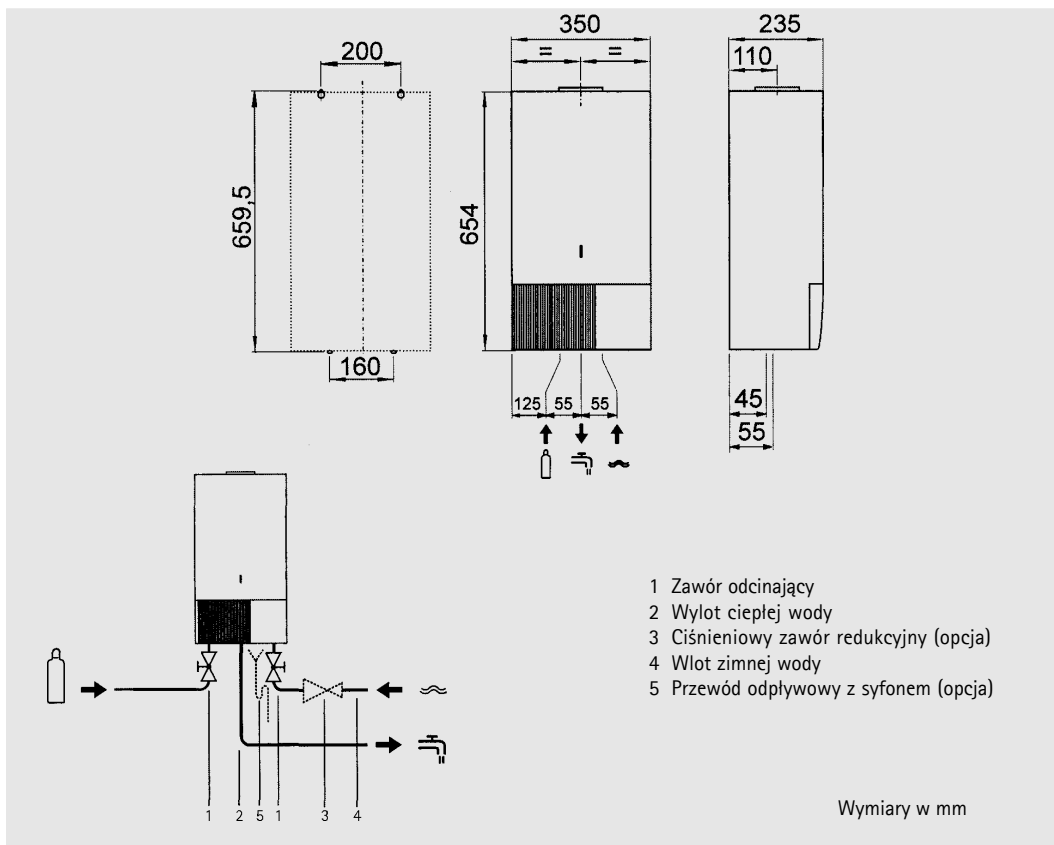 350
235
200
= =
110
659,5
654
160
125 55 55
45
55
1 Zawór odcinający
2 Wylot ciepłej wody
3 Ciśnieniowy zawór redukcyjny (opcja)
4 Wlot zimnej wody
5 Przewód odpływowy z syfonem (opcja)
1 2 5 1 3 4
Wymiary w mm